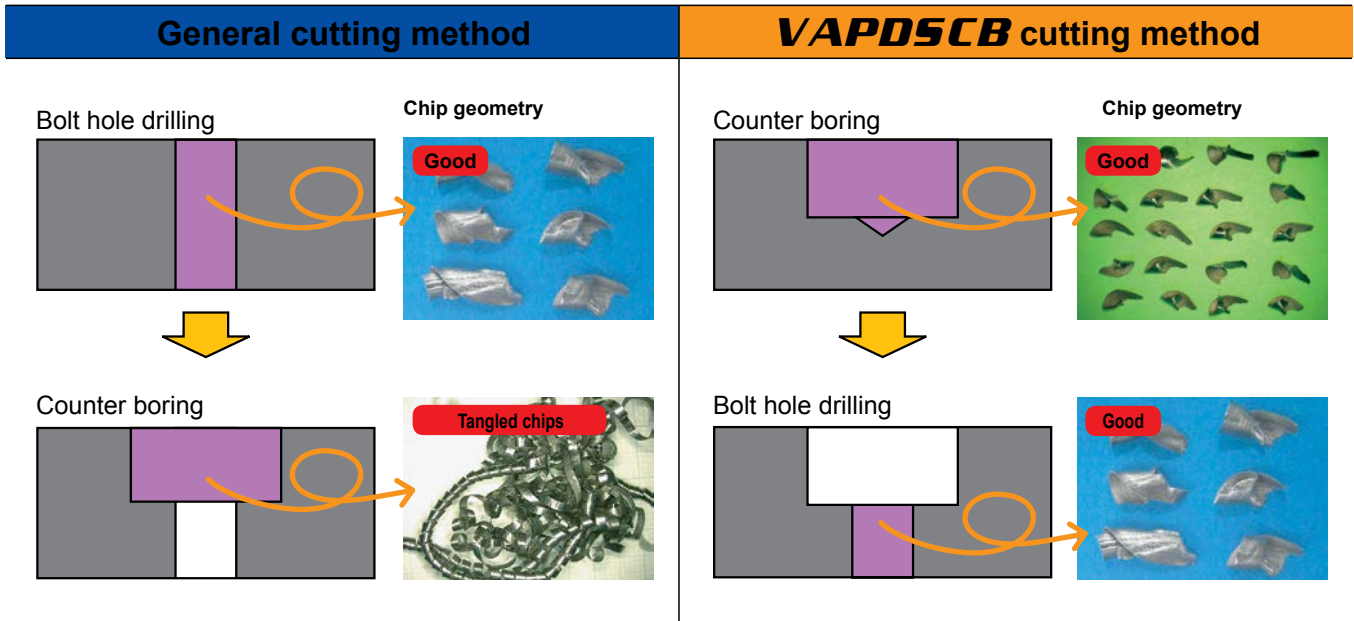 General cutting method
VAPDSCB cutting method
Bolt hole drilling
Chip geometry
Good
Counter boring
Tangled chips
Counter boring
Chip geometry
Good
Bolt hole drilling
Good